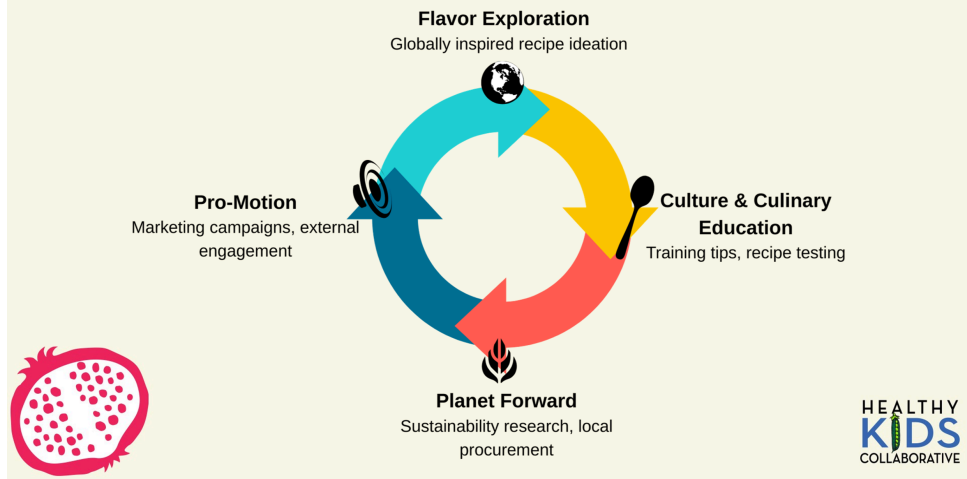 Flavor Exploration
Globally inspired recipe ideation
Pro-Motion
Marketing campaigns, external
engagement
Culture & Culinary
Education
Training tips, recipe testing
Planet Forward
Sustainability research, local
procurement
HEALTHY
KIDS
COLLABORATIVE